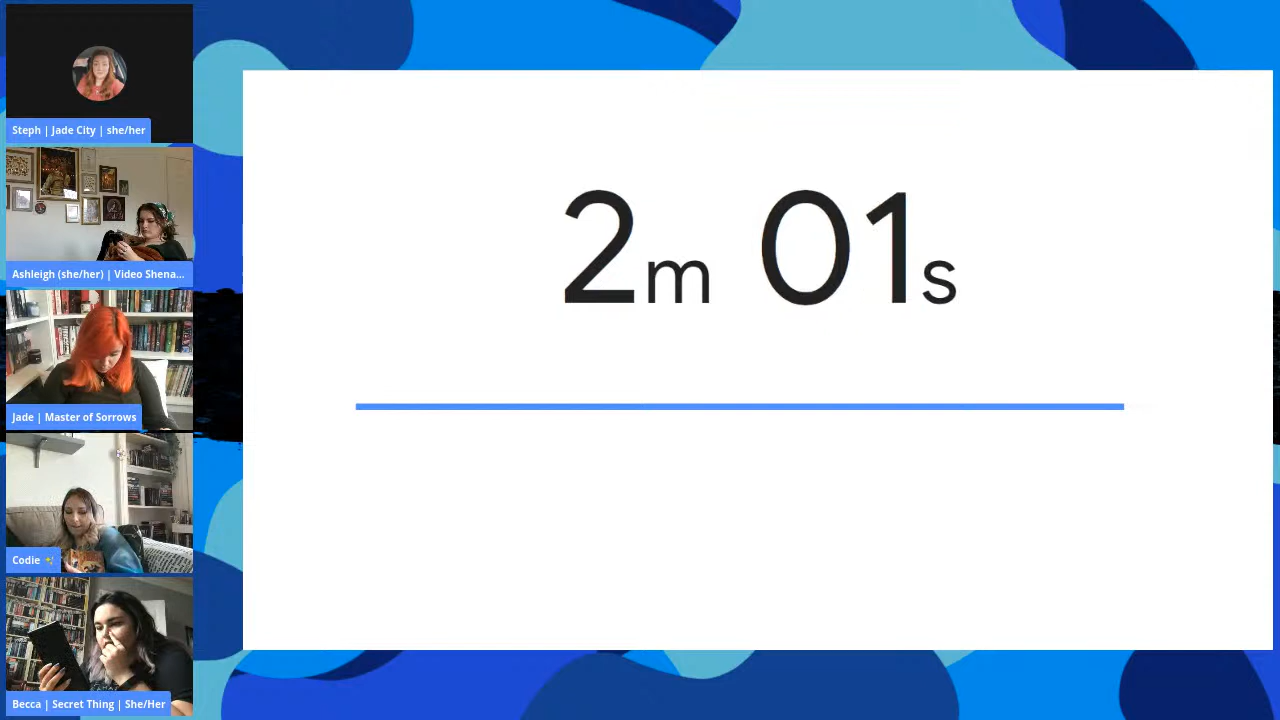 Steph | Jade City | she/her
Ashleigh (she/her) | Video Shena...
Jade | Master of Sorrows
Codie ✨
Becca | Secret Thing | She/Her
2m 01s